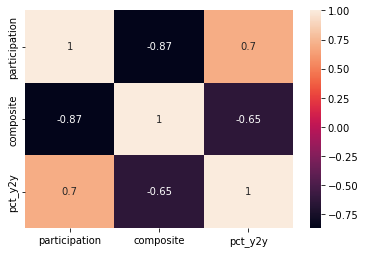 participation
1
-0.87
0.7
composite
-0.87
1
-0.65
pct_y2y
0.7
-0.65
1
participation
composite
pct_y2y
1.00
0.75
0.50
0.25
0.00
-0.25
-0.50
-0.75